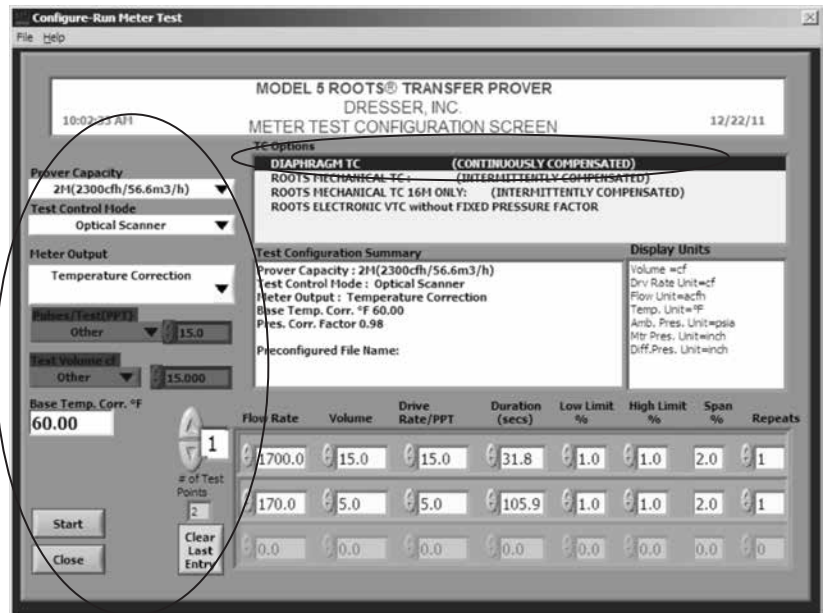 Configure-Run Meter Test
File Help
MODEL 5 ROOTS® TRANSFER PROVER
DRESSER, INC.
10:02:33 AM
METER TEST CONFIGURATION SCREEN
12/22/11
TC Options
DIAPHRAGM TC (CONTINUOUSLY COMPENSATED)
ROOTS MECHANICAL TC : (INTERMITTENTLY COMPENSATED)
ROOTS MECHANICAL TC 16M ONLY: (INTERMITTENTLY COMPENSATED)
ROOTS ELECTRONIC VTC without FIXED PRESSURE FACTOR
Prover Capacity
2M(2300cfh/56.6m3/h)
Test Control Mode
Optical Scanner
Meter Output
Temperature Correction
Pulses/Test(PPT)
Other 15.0
Test Volume cf
Other 15.000
Base Temp. Corr. °F
60.00
1
# of Test
Points
2
Start
Close
Clear
Last
Entry
Test Configuration Summary
Prover Capacity : 2M(2300cfh/56.6m3/h)
Test Control Mode : Optical Scanner
Meter Output : Temperature Correction
Base Temp. Corr. °F 60.00
Pres. Corr. Factor 0.98
Preconfigured File Name:
Display Units
Volume =cf
Drv Rate Unit=cf
Flow Unit=acfh
Temp. Unit=°F
Amb. Pres. Unit=psia
Mtr Pres. Unit=inch
Diff.Pres. Unit=inch
Flow Rate Volume Drive Rate/PPT Duration (secs) Low Limit % High Limit % Span % Repeats
1700.0 15.0 15.0 31.8 1.0 1.0 2.0 1
170.0 5.0 5.0 105.9 1.0 1.0 2.0 1
0.0 0.0 0.0 0.0 0.0 0.0 0.0 0